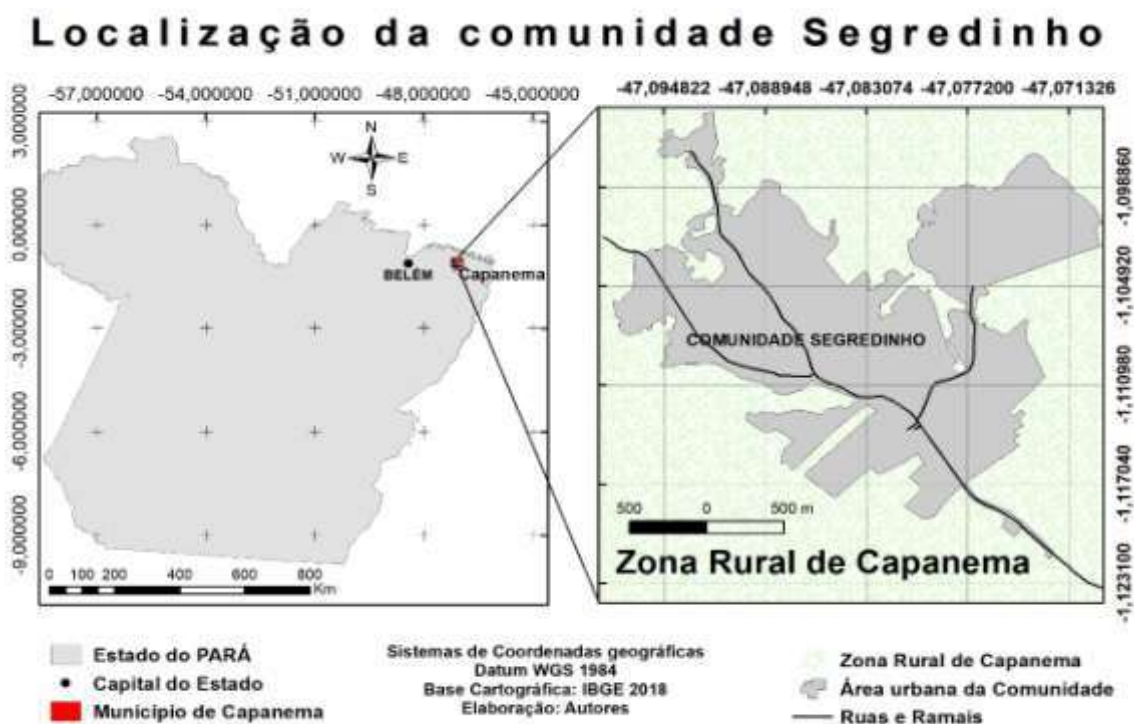 Localização da comunidade Segredinho
-57,000000 -54,000000 -51,000000 -48,000000 -45,000000
3,000000
0,000000
-3,000000
-6,000000
-9,000000
N
W E
S
BELÉM
Capanema
0 100 200 400 600 800
Km
-47,094822 -47,088948 -47,083074 -47,077200 -47,071326
-1,098860
-1,104920
-1,110980
-1,117040
-1,123100
COMUNIDADE SEGREDINHO
500 0 500 m
Zona Rural de Capanema
Estado do PARÁ
Capital do Estado
Município de Capanema
Sistemas de Coordenadas geográficas
Datum WGS 1984
Base Cartográfica: IBGE 2018
Elaboração: Autores
Zona Rural de Capanema
Área urbana da Comunidade
Ruas e Ramais